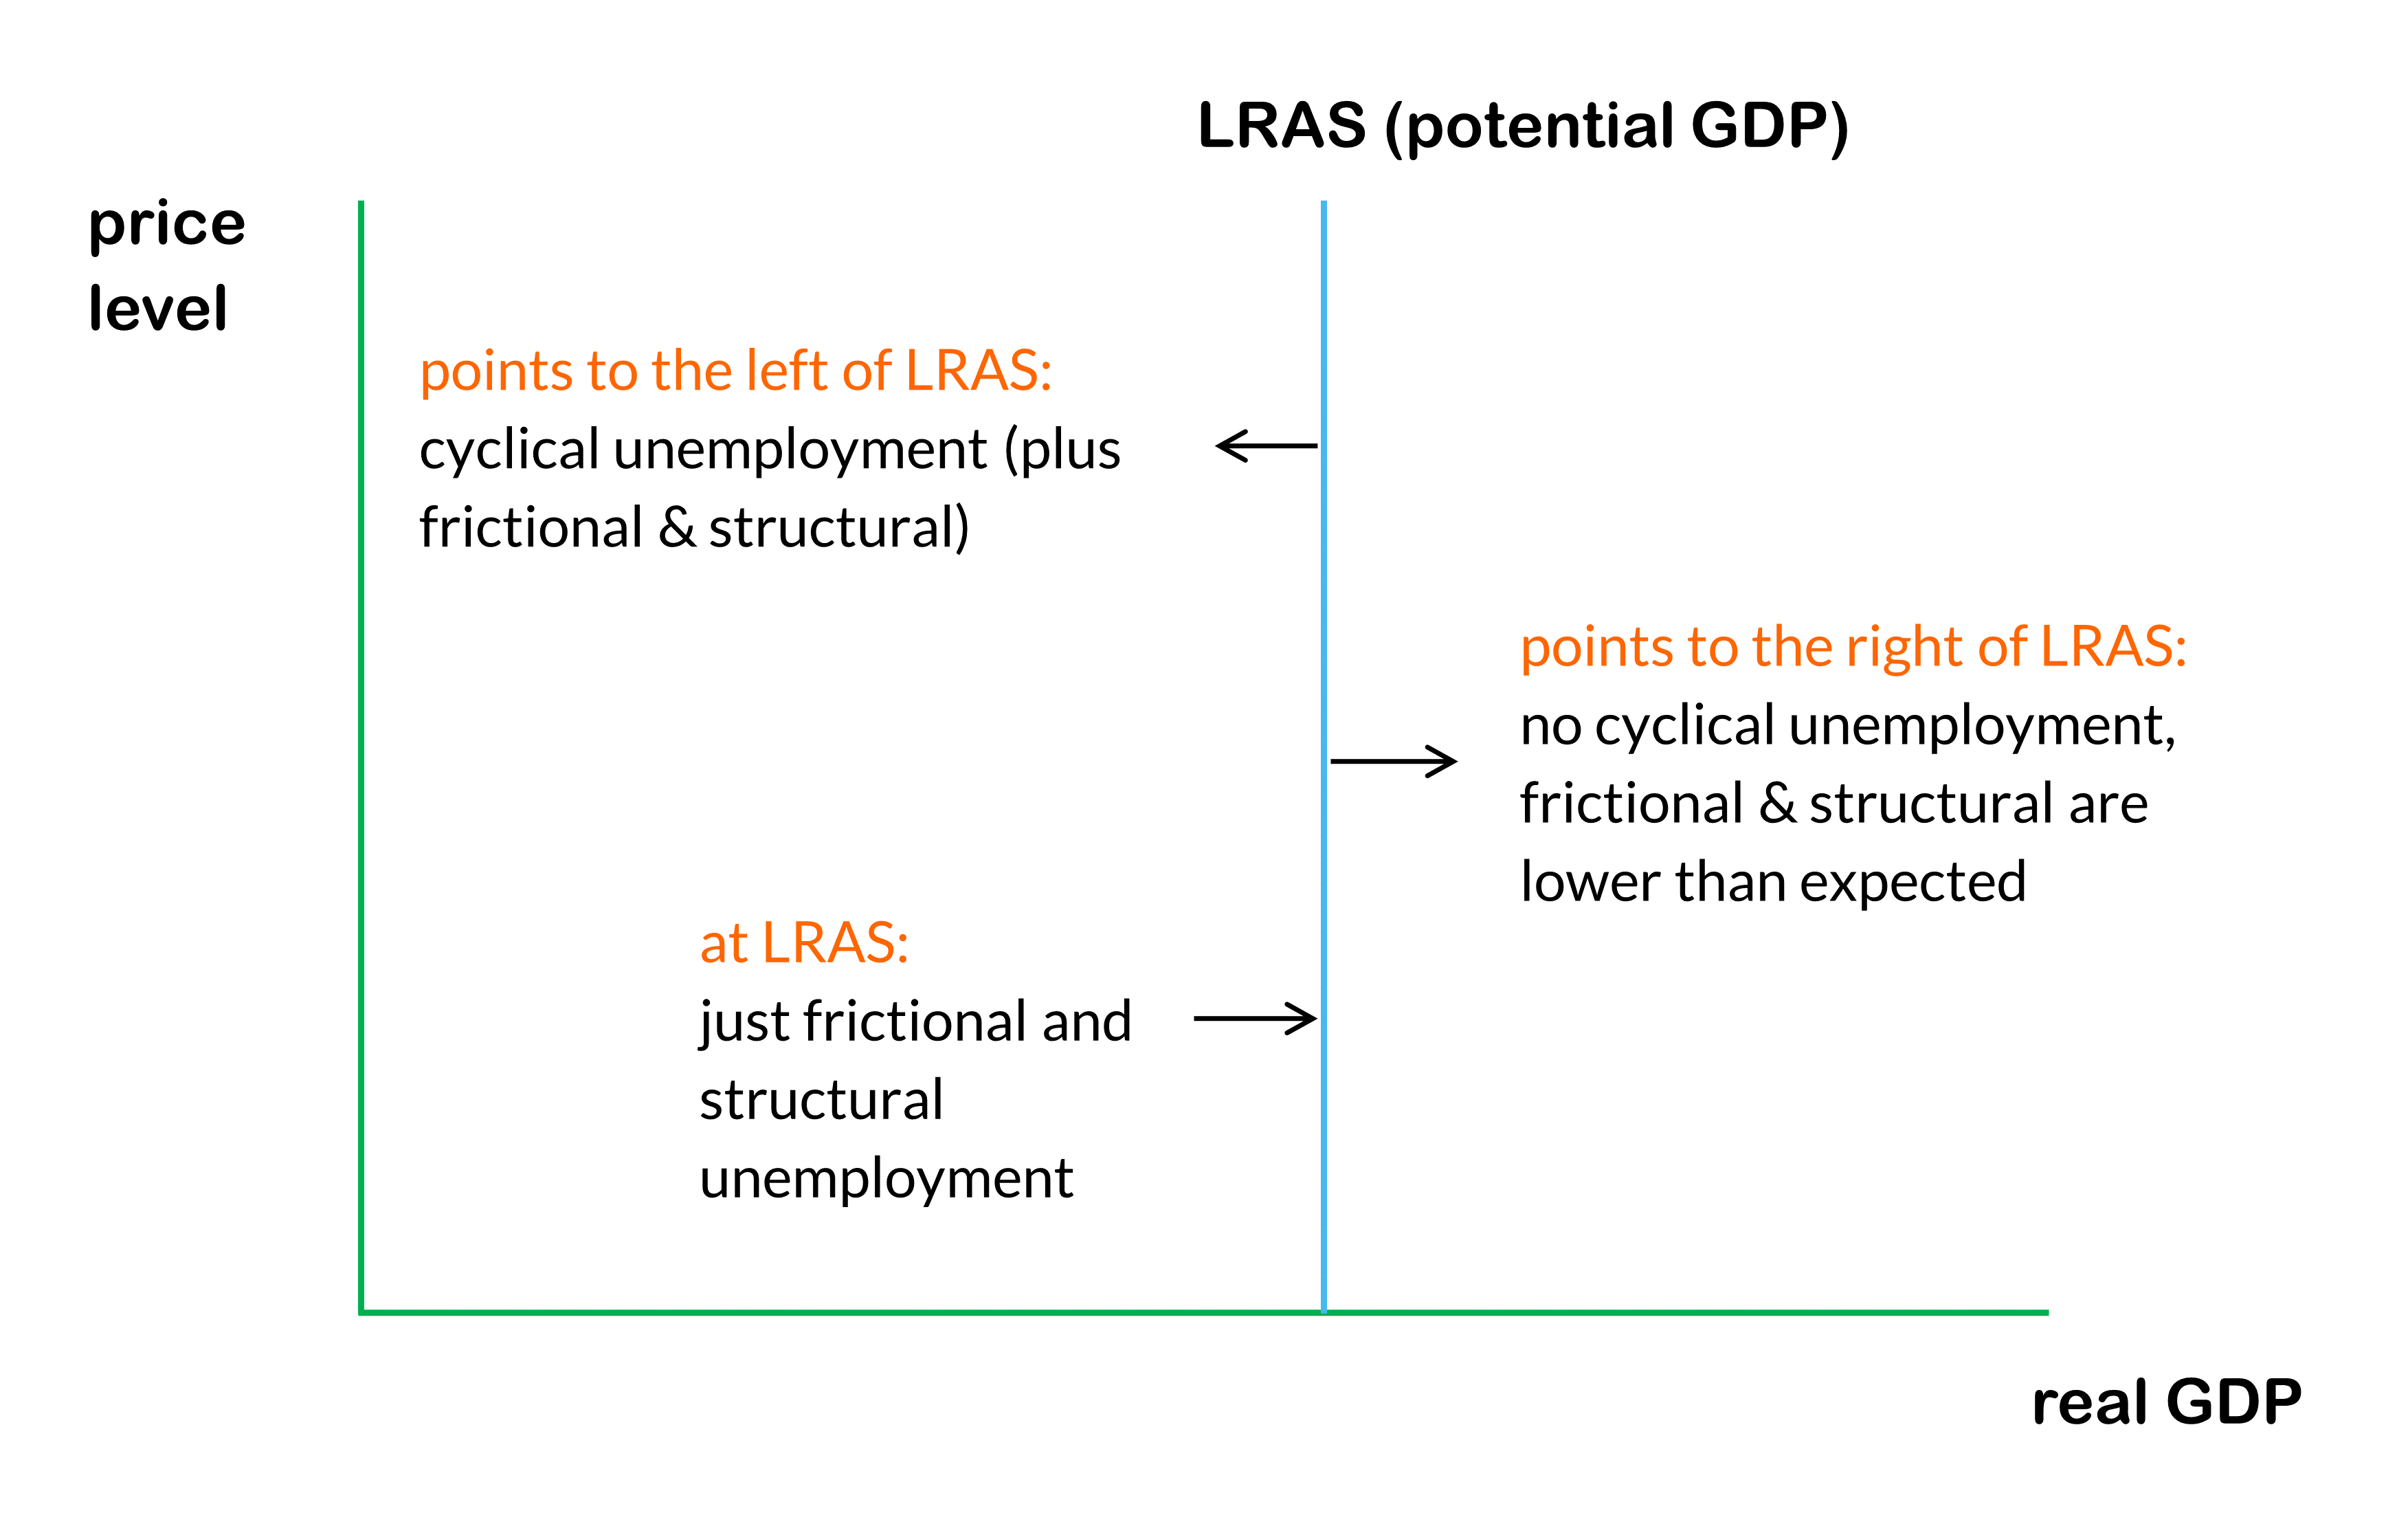 LRAS (potential GDP)
price
level
points to the left of LRAS:
cyclical unemployment (plus
frictional & structural)
points to the right of LRAS:
no cyclical unemployment,
frictional & structural are
lower than expected
at LRAS:
just frictional and
structural
unemployment
real GDP